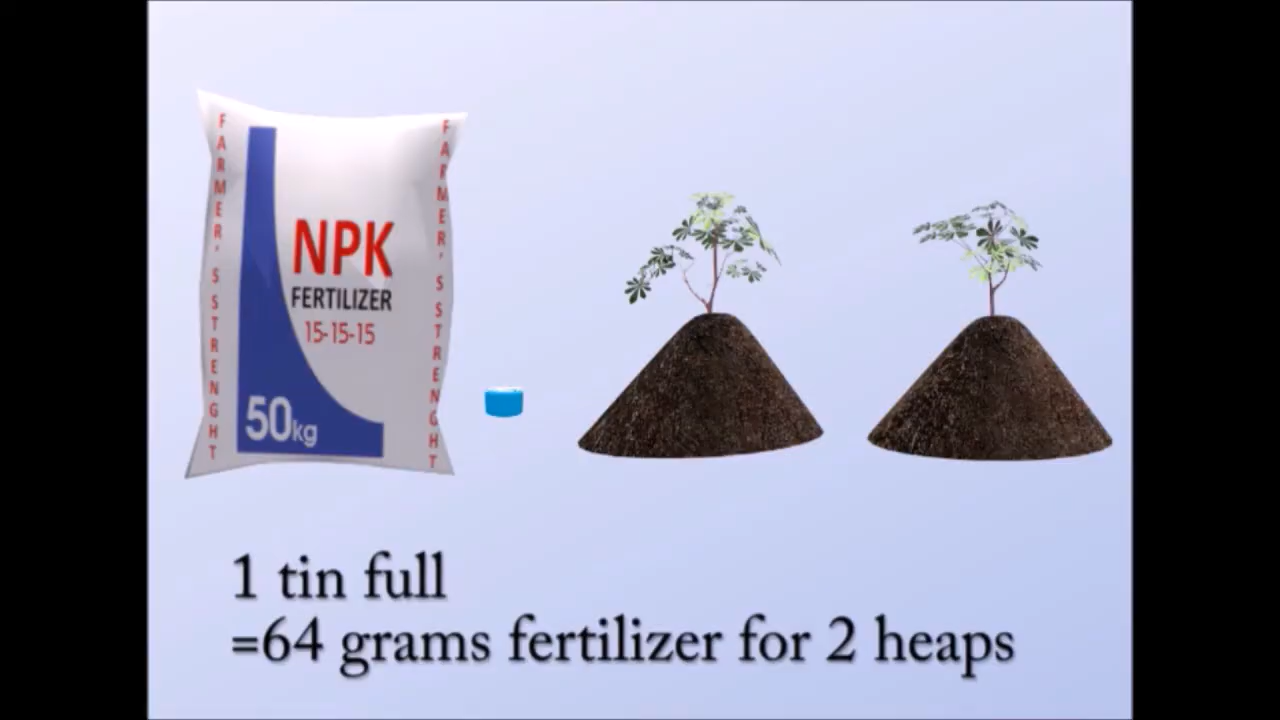 FARMER'S STRENGHT
NPK
FERTILIZER
15-15-15
50kg
FARMER'S STRENGHT
1 tin full
=64 grams fertilizer for 2 heaps